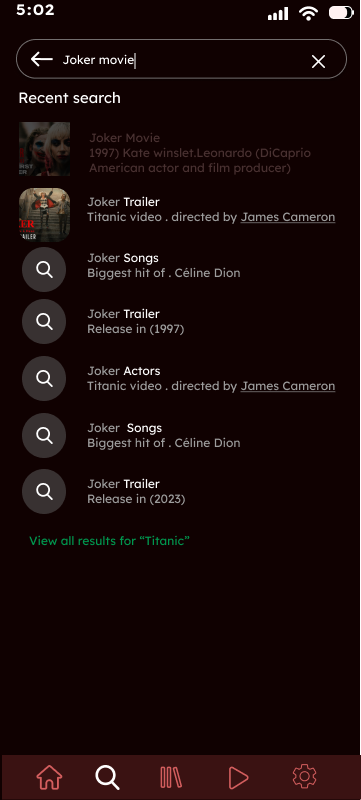 5:02
Joker movie
Recent search
Joker Movie
1997) Kate winslet.Leonardo (DiCaprio
American actor and film producer)
Joker Trailer
Titanic video . directed by James Cameron
Joker Songs
Biggest hit of . Céline Dion
Joker Trailer
Release in (1997)
Joker Actors
Titanic video . directed by James Cameron
Joker  Songs
Biggest hit of . Céline Dion
Joker Trailer
Release in (2023)
View all results for “Titanic”